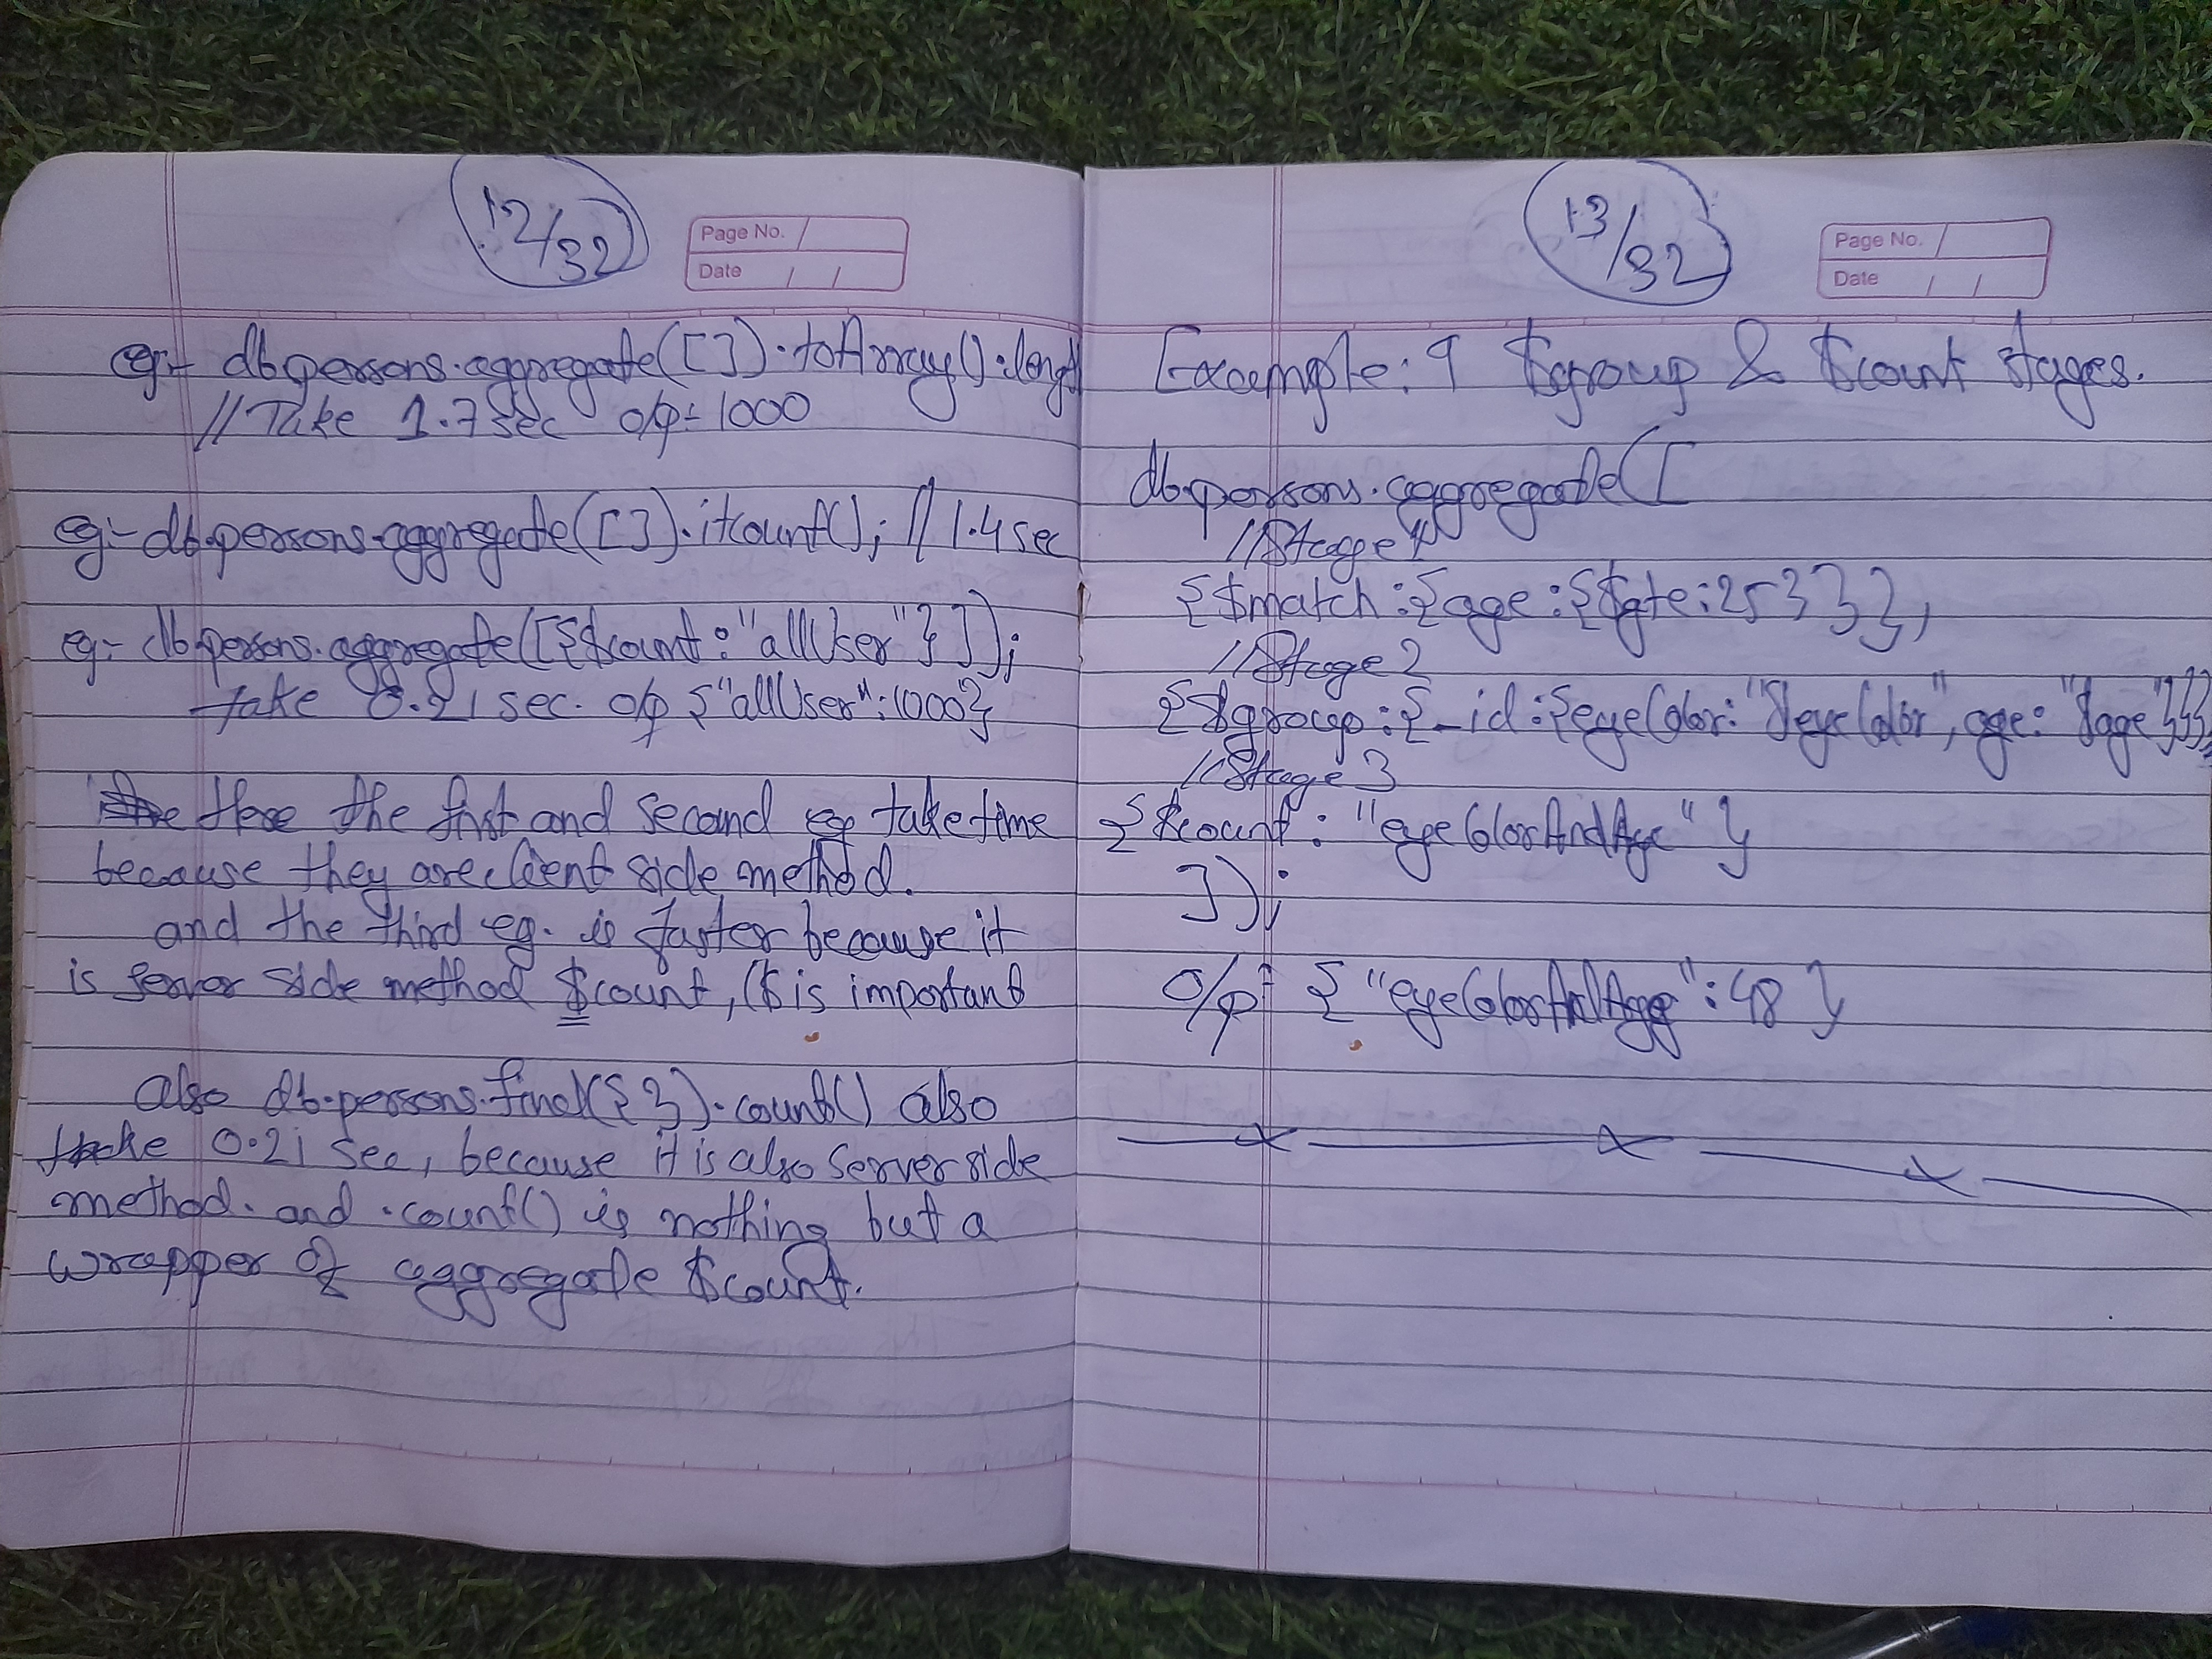 12/32
Page No.
Date / /
eg:- db.persons.aggregate([]).toArray().length
//Take 1.7sec o/p:- 1000
eg:- db.persons.aggregate([]).itcount(); // 1.4 sec
eg:- db.persons.aggregate([{$count:"allUser"}]);
take sec. o/p {"allUser":1000}
Here the first and second eg take time
because they are client side method.
and the third eg. is faster because it
is server side method $count, ($ is important
also db.persons.find({}).count() also
take 0.21 sec, because it is also server side
method. and .count() is nothing but a
wrapper of aggregate $count.
13/32
Page No.
Date / /
Example: 9 $group & $count stages.
db.persons.aggregate([
//Stage 1
{$match:{age:{$gte:25}}},
//Stage 2
{$group:{_id:{eyeColor:"$eyeColor", age:"$age"}}},
//Stage 3
{$count:"eyeColorAndAge"}
]);
o/p:- {"eyeColorAndAge":48}